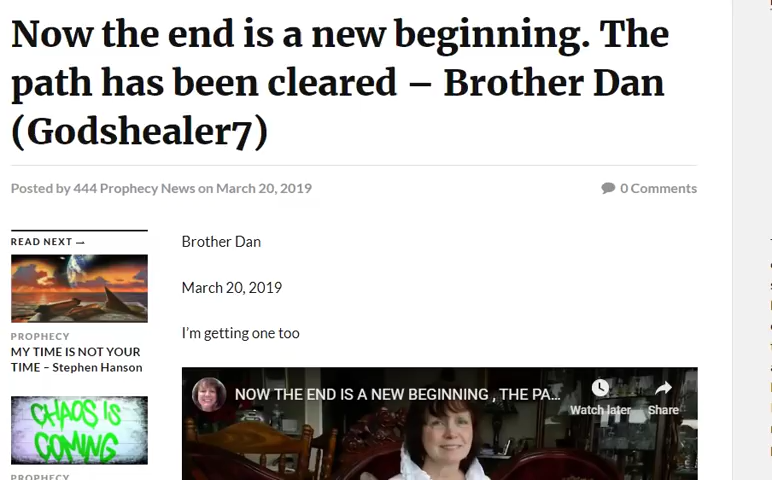 Now the end is a new beginning. The
path has been cleared – Brother Dan
(Godshealer7)
Posted by 444 Prophecy News on March 20, 2019
0 Comments
READ NEXT →
PROPHECY
MY TIME IS NOT YOUR
TIME – Stephen Hanson
CHAOS IS
COMING
PROPHECY
Brother Dan
March 20, 2019
I'm getting one too
NOW THE END IS A NEW BEGINNING , THE PA...
Watch later
Share